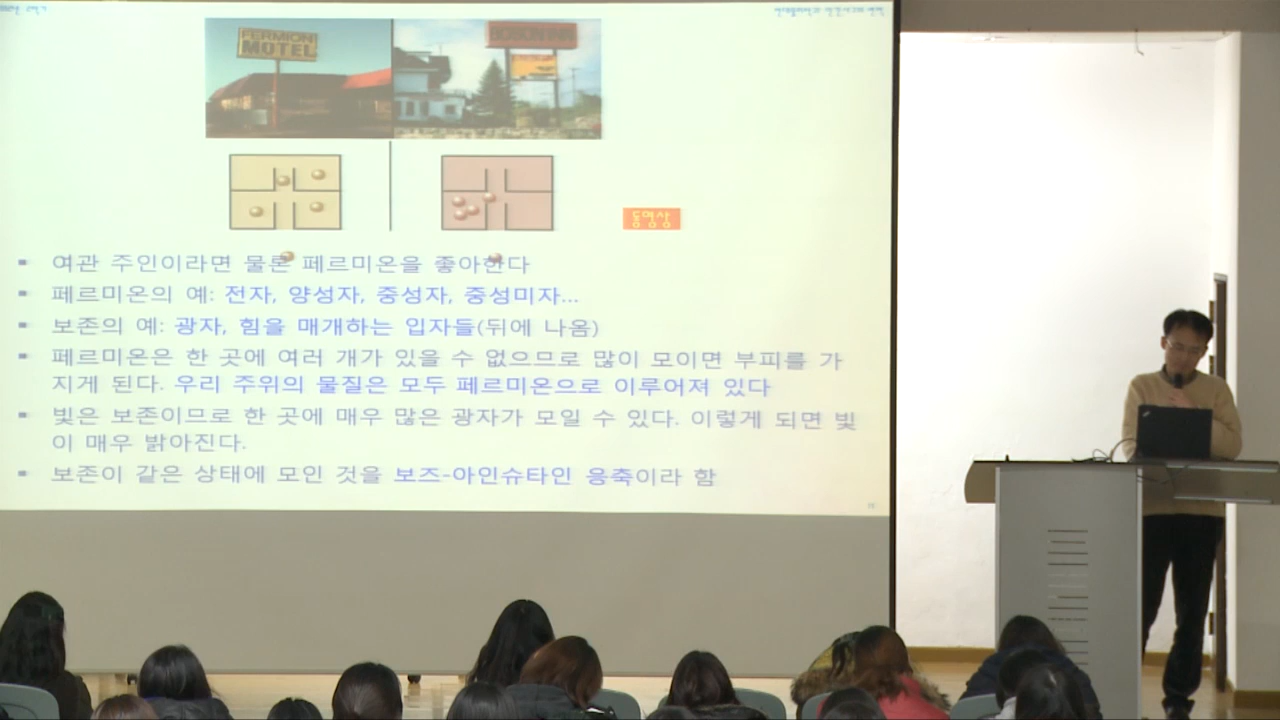 FERMION
MOTEL
BOSON INN
동영상
여관 주인이라면 물론 페르미온을 좋아한다
페르미온의 예: 전자, 양성자, 중성자, 중성미자...
보존의 예: 광자, 힘을 매개하는 입자들(뒤에 나옴)
페르미온은 한 곳에 여러 개가 있을 수 없으므로 많이 모이면 부피를 가
지게 된다. 우리 주위의 물질은 모두 페르미온으로 이루어져 있다
빛은 보존이므로 한 곳에 매우 많은 광자가 모일 수 있다. 이렇게 되면 빛
이 매우 밝아진다.
보존이 같은 상태에 모인 것을 보즈-아인슈타인 응축이라 함